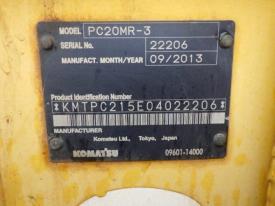 MODEL PC20MR-3
SERIAL No. 22206
MANUFACT. MONTH/YEAR 09/2013
Product Identification Number
*KMTPC215E04022206*
Manufacturer
Komatsu Ltd., Tokyo, Japan
KOMATSU 09601-14000